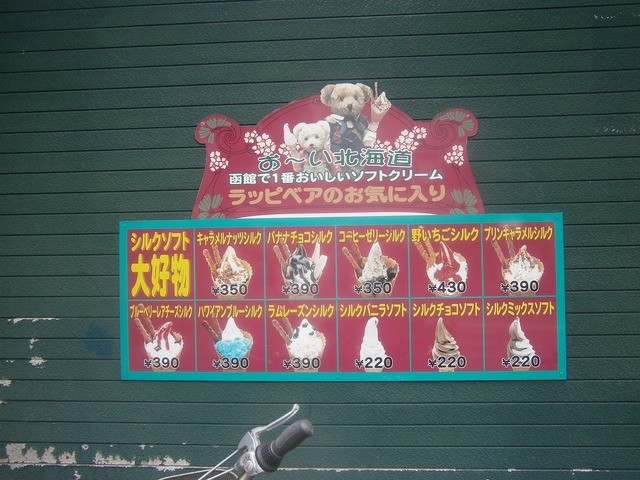 お〜い北海道
函館で1番おいしいソフトクリーム
ラッピベアのお気に入り
シルクソフト
大好物
キャラメルナッツシルク
¥350
バナナチョコシルク
¥390
コーヒーゼリーシルク
¥350
野いちごシルク
¥430
プリンキャラメルシルク
¥390
ブルーベリーレアチーズシルク
¥390
ハワイアンブルーシルク
¥390
ラムレーズンシルク
¥390
シルクバニラソフト
¥220
シルクチョコソフト
¥220
シルクミックスソフト
¥220